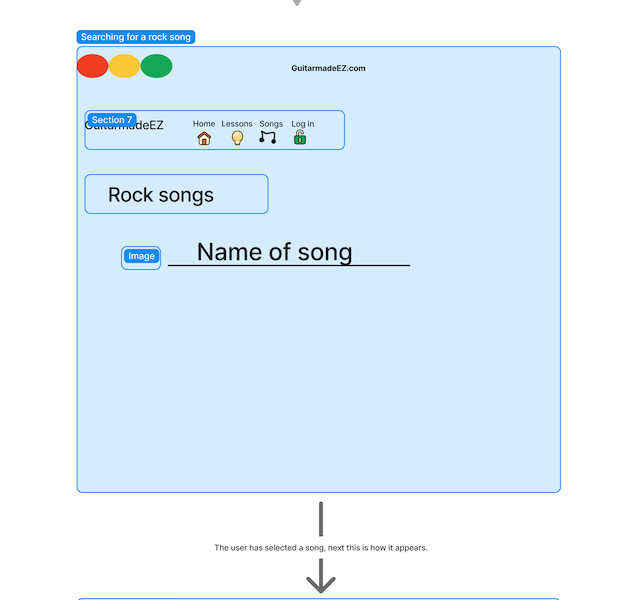 Searching for a rock song
GuitarmadeEZ.com
Section 7
GuitarmadeEZ
Home Lessons Songs Log in
Rock songs
Image
Name of song
The user has selected a song, next this is how it appears.